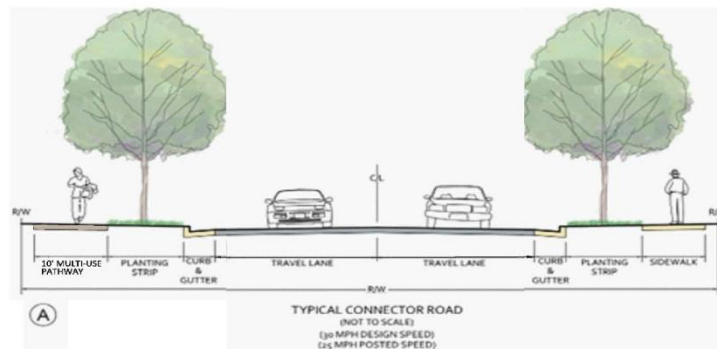 C/L
R/W
R/W
10' MULTI-USE
PATHWAY
PLANTING
STRIP
CURB
&
GUTTER
TRAVEL LANE
TRAVEL LANE
CURB
&
GUTTER
PLANTING
STRIP
SIDEWALK
R/W
A
TYPICAL CONNECTOR ROAD
(NOT TO SCALE)
(30 MPH DESIGN SPEED)
(25 MPH POSTED SPEED)